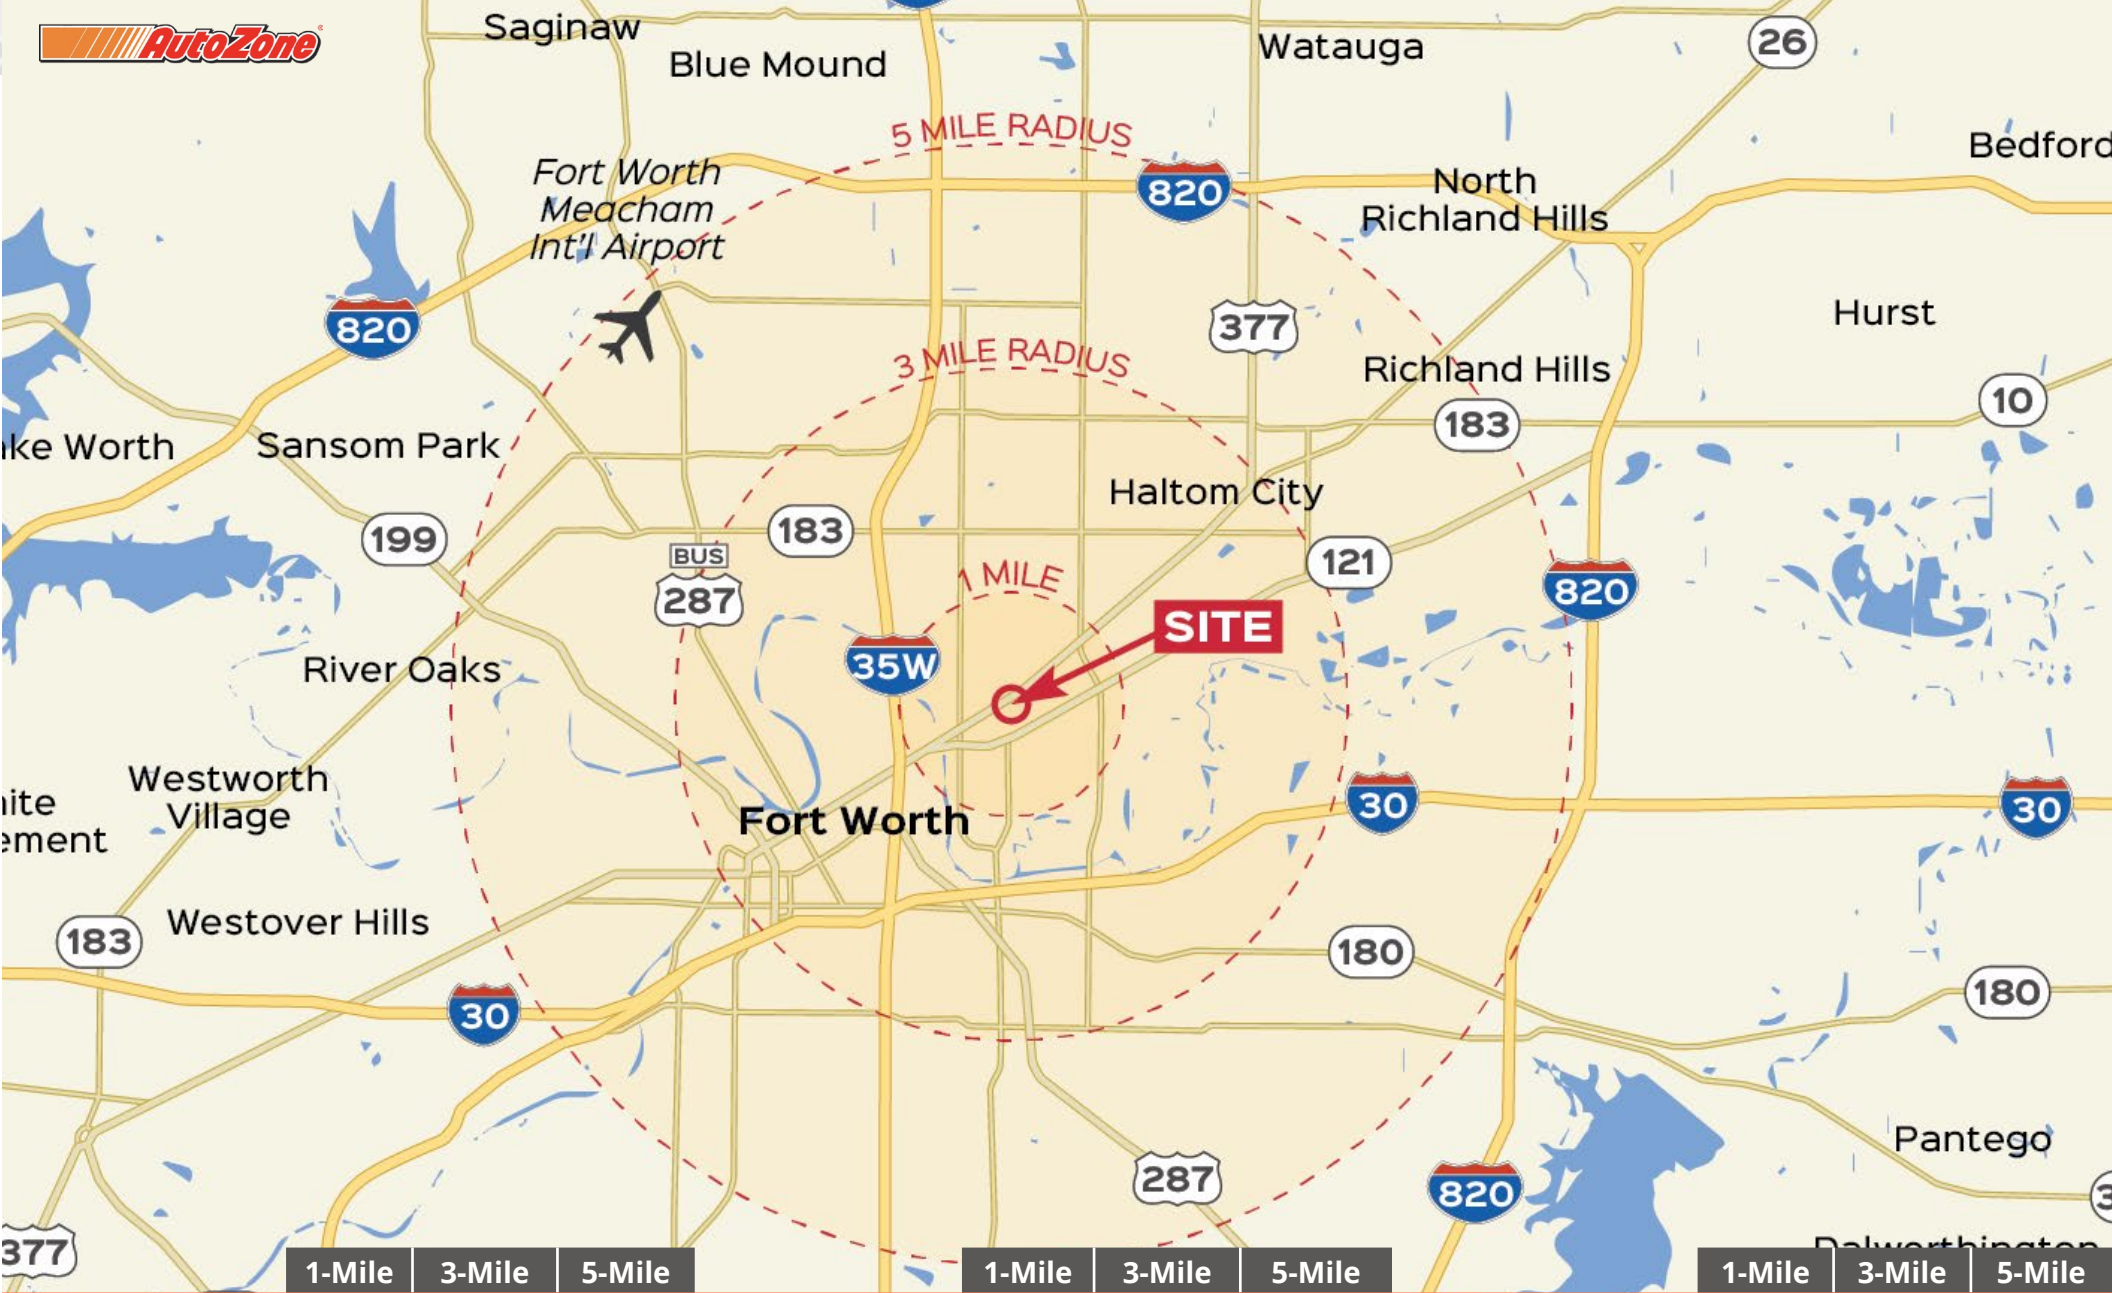 AutoZone
Saginaw
Blue Mound
Watauga
26
Bedford
5 MILE RADIUS
Fort Worth
Meacham
Int'l Airport
820
North
Richland Hills
820
377
Hurst
3 MILE RADIUS
Richland Hills
10
183
ke Worth
Sansom Park
Haltom City
199
183
BUS
287
121
820
1 MILE
SITE
35W
River Oaks
Westworth
Village
ite
ement
30
30
Fort Worth
183
Westover Hills
180
180
30
Pantego
287
820
377
3
Dalworthington
1-Mile 3-Mile 5-Mile
1-Mile 3-Mile 5-Mile
1-Mile 3-Mile 5-Mile